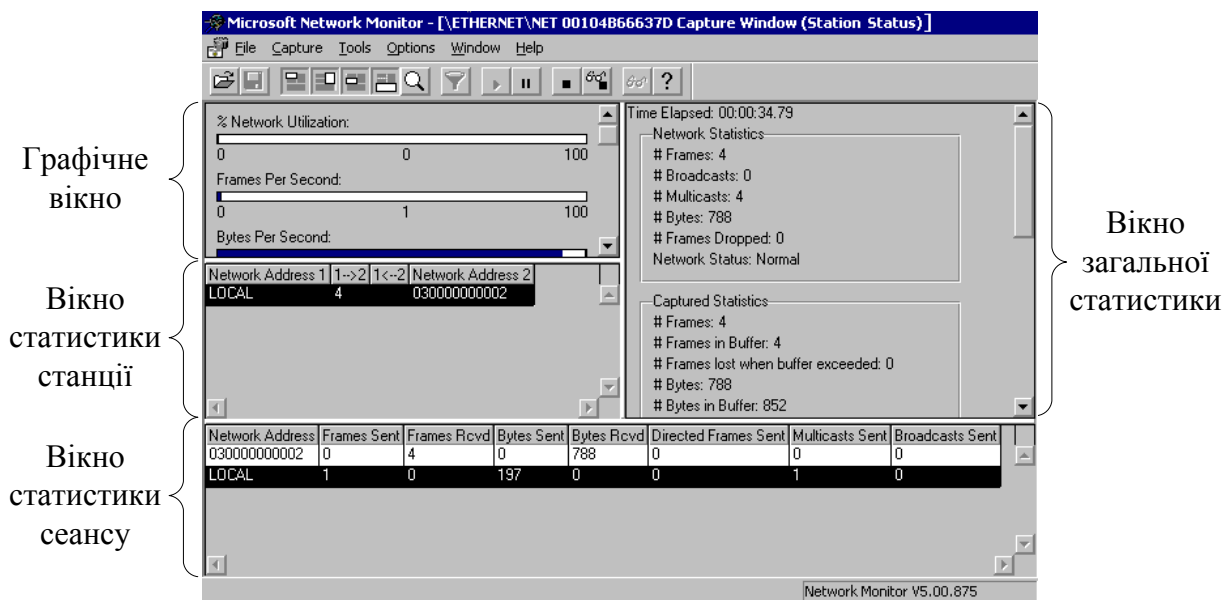 Microsoft Network Monitor - [\ETHERNET\NET 00104B66637D Capture Window (Station Status)]
File Capture Tools Options Window Help
Графічне
вікно
% Network Utilization:
0 0 100
Frames Per Second:
0 1 100
Bytes Per Second:
Time Elapsed: 00:00:34.79
Network Statistics
# Frames: 4
# Broadcasts: 0
# Multicasts: 4
# Bytes: 788
# Frames Dropped: 0
Network Status: Normal
Captured Statistics
# Frames: 4
# Frames in Buffer: 4
# Frames lost when buffer exceeded: 0
# Bytes: 788
# Bytes in Buffer: 852
Вікно
загальної
статистики
Вікно
статистики
станції
Network Address 1 1-->2 1<--2 Network Address 2
LOCAL 4 030000000002
Вікно
статистики
сеансу
Network Address Frames Sent Frames Rcvd Bytes Sent Bytes Rcvd Directed Frames Sent Multicasts Sent Broadcasts Sent
030000000002 0 4 0 788 0 0 0
LOCAL 1 0 197 0 0 1 0
Network Monitor V5.00.875